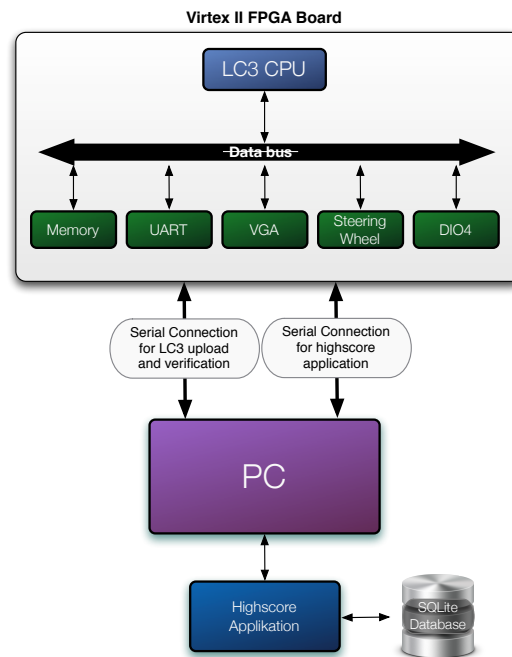 Virtex II FPGA Board
LC3 CPU
Data bus
Memory
UART
VGA
Steering
Wheel
DIO4
Serial Connection
for LC3 upload
and verification
Serial Connection
for highscore
application
PC
Highscore
Applikation
SQLite
Database